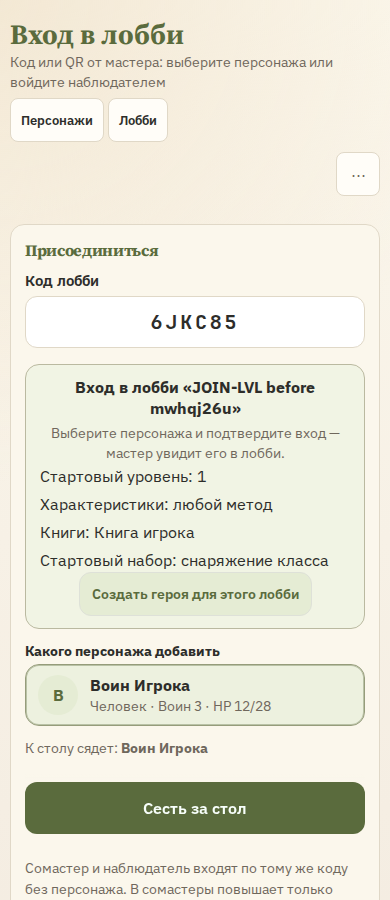 Вход в лобби
Код или QR от мастера: выберите персонажа или
войдите наблюдателем
Персонажи
Лобби
...
Присоединиться
Код лобби
6JKC85
Вход в лобби «JOIN-LVL before
mwhqj26u»
Выберите персонажа и подтвердите вход —
мастер увидит его в лобби.
Стартовый уровень: 1
Характеристики: любой метод
Книги: Книга игрока
Стартовый набор: снаряжение класса
Создать героя для этого лобби
Какого персонажа добавить
В
Воин Игрока
Человек · Воин 3 · HP 12/28
К столу сядет: Воин Игрока
Сесть за стол
Сомастер и наблюдатель входят по тому же коду
без персонажа. В сомастеры повышает только